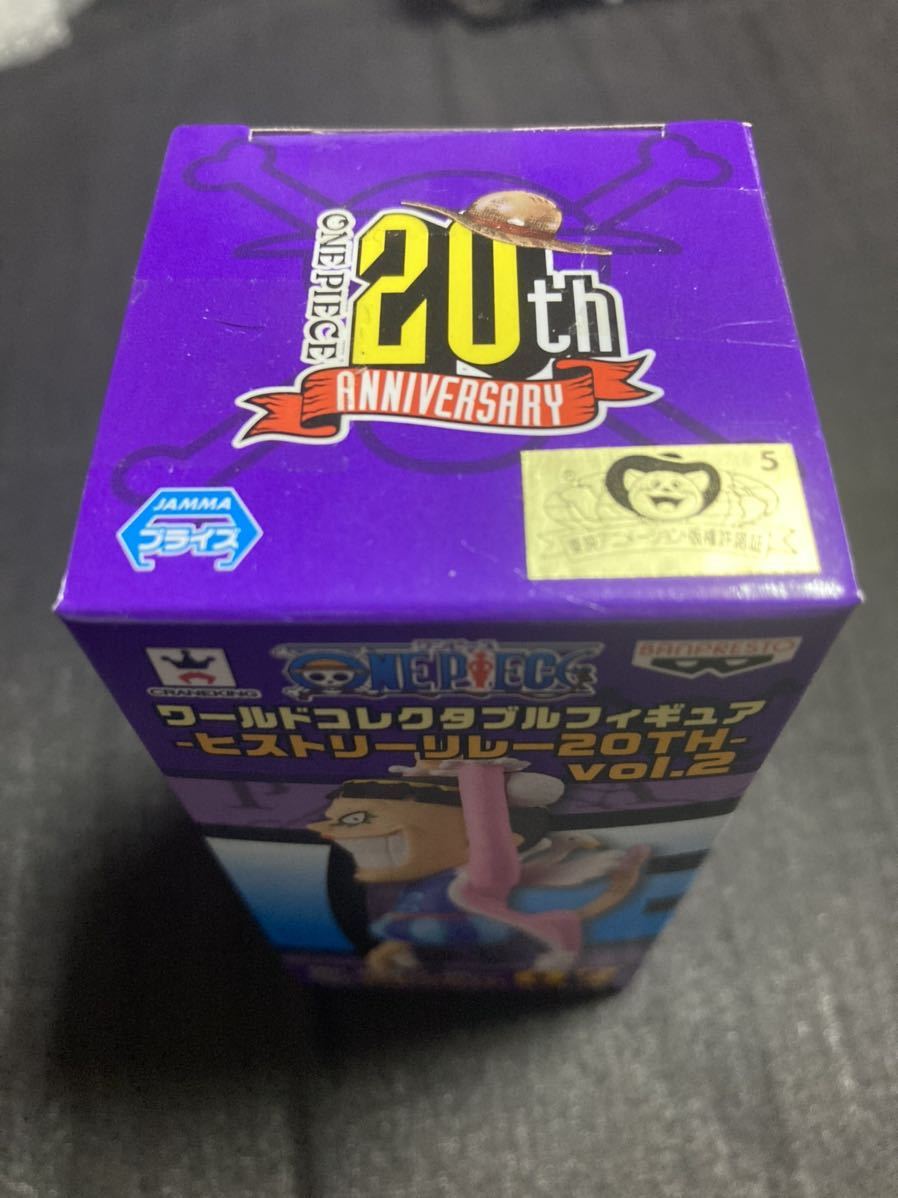 ONE PIECE
20th
ANNIVERSARY
JAMMA
プライズ
5
東映アニメーション・版権許諾証
CRANEKING
ONE PIECE
BANPRESTO
ワールドコレクタブルフィギュア
-ヒストリーリレー20TH-
vol.2